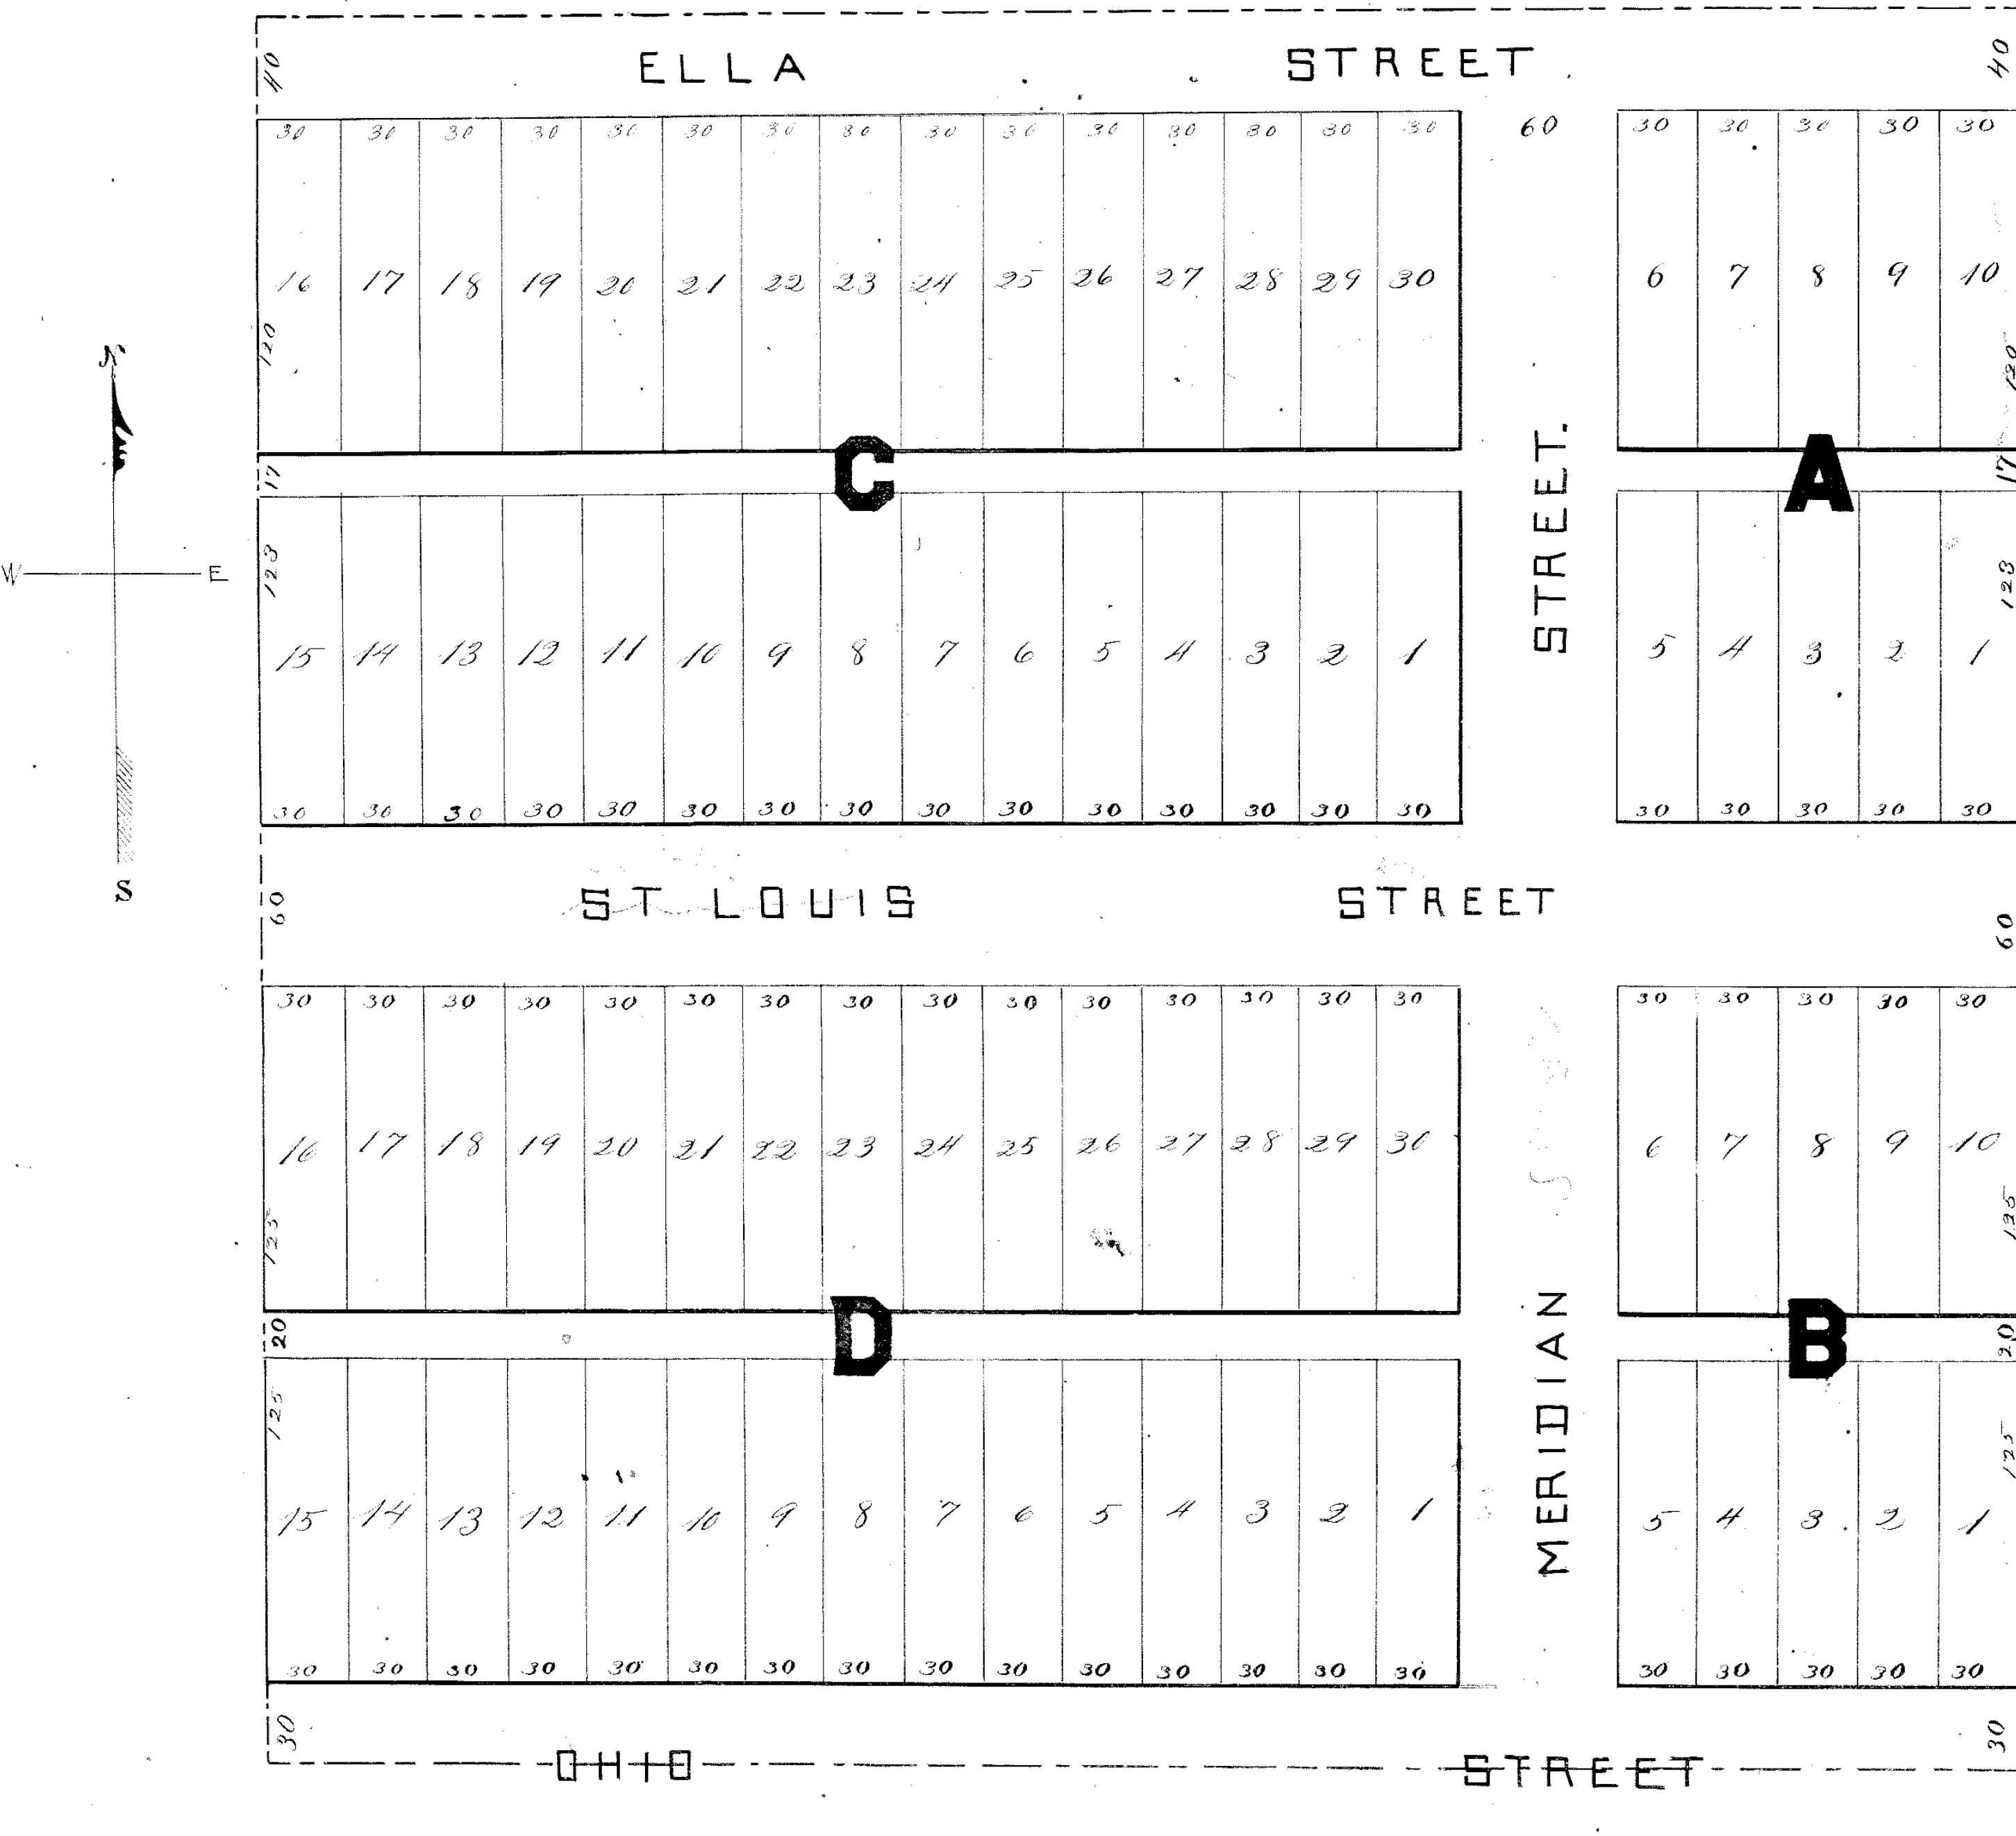 40 ELLA STREET 40
30 30 30 30 30 30 30 30 30 30 30 30 30 30 30 60 30 30 30 30 30
16 17 18 19 20 21 22 23 24 25 26 27 28 29 30 6 7 8 9 10
120 120
C A
17 17
STREET.
123 123
W E
15 14 13 12 11 10 9 8 7 6 5 4 3 2 1 5 4 3 2 1
30 30 30 30 30 30 30 30 30 30 30 30 30 30 30 30 30 30 30 30
S
60 ST LOUIS STREET 60
30 30 30 30 30 30 30 30 30 30 30 30 30 30 30 30 30 30 30 30
16 17 18 19 20 21 22 23 24 25 26 27 28 29 30 6 7 8 9 10
125 125
D B
20 20
MERIDIAN
125 125
15 14 13 12 11 10 9 8 7 6 5 4 3 2 1 5 4 3 2 1
30 30 30 30 30 30 30 30 30 30 30 30 30 30 30 30 30 30 30 30
30 30
OHIO STREET